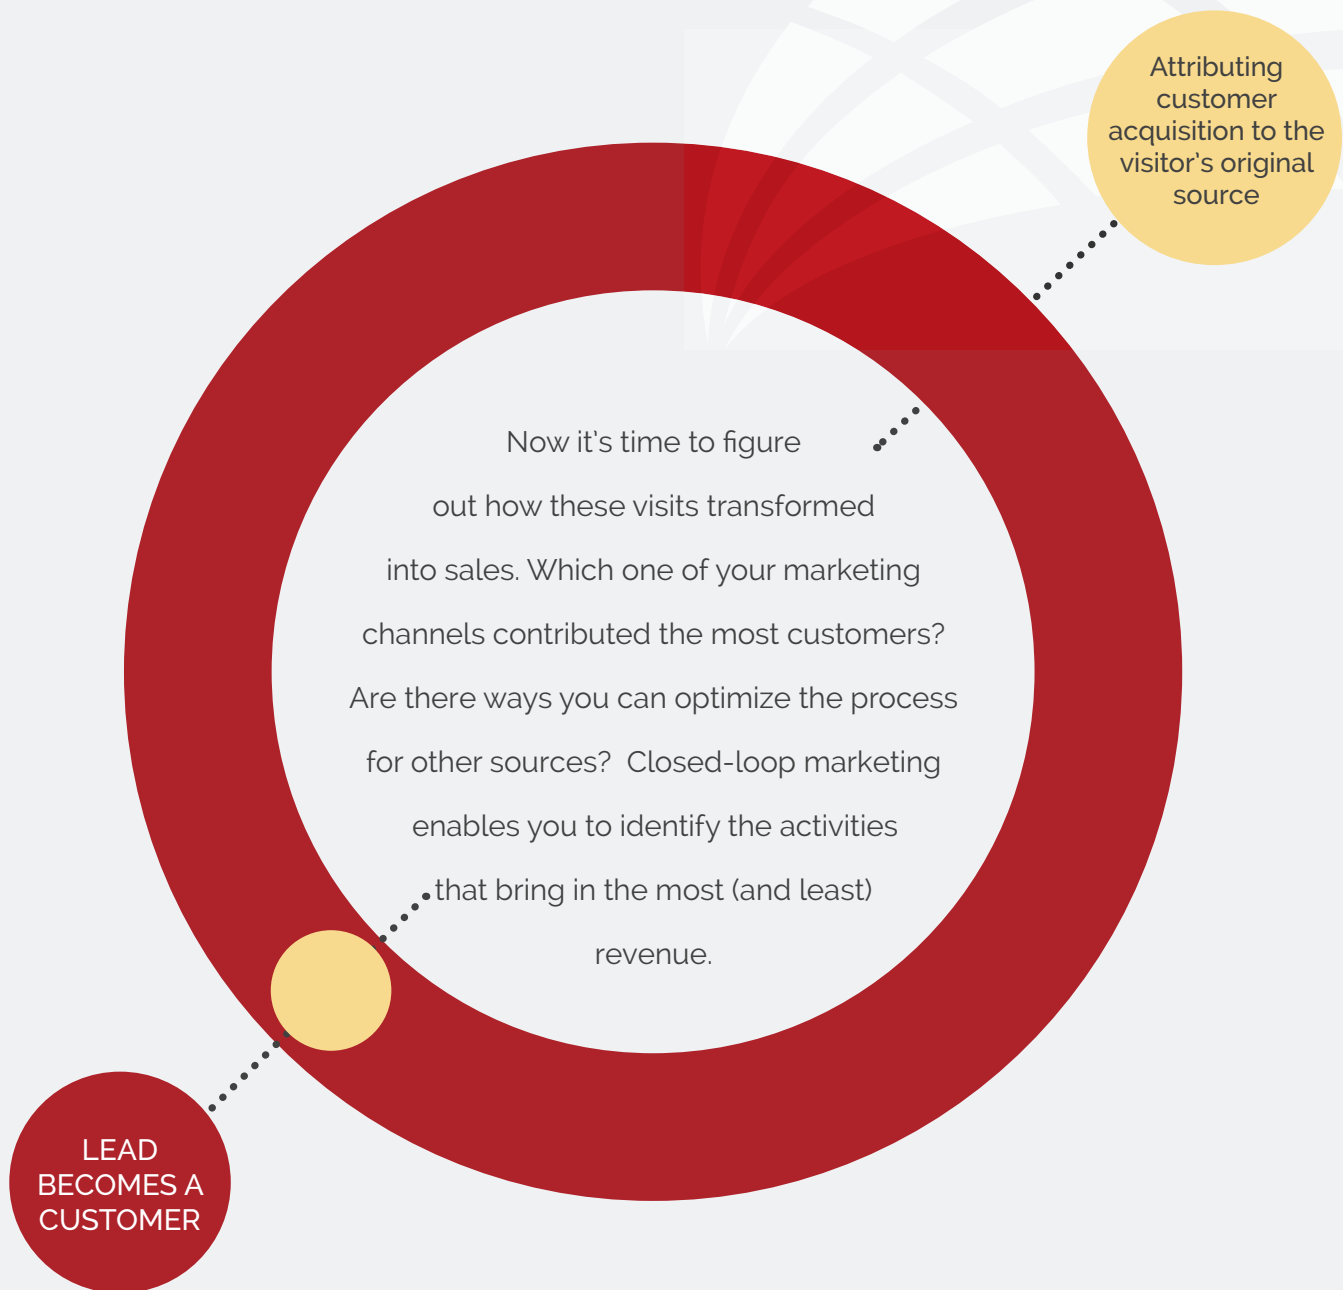 Attributing
customer
acquisition to the
visitor's original
source
Now it's time to figure
out how these visits transformed
into sales. Which one of your marketing
channels contributed the most customers?
Are there ways you can optimize the process
for other sources?  Closed-loop marketing
enables you to identify the activities
that bring in the most (and least)
revenue.
LEAD
BECOMES A
CUSTOMER